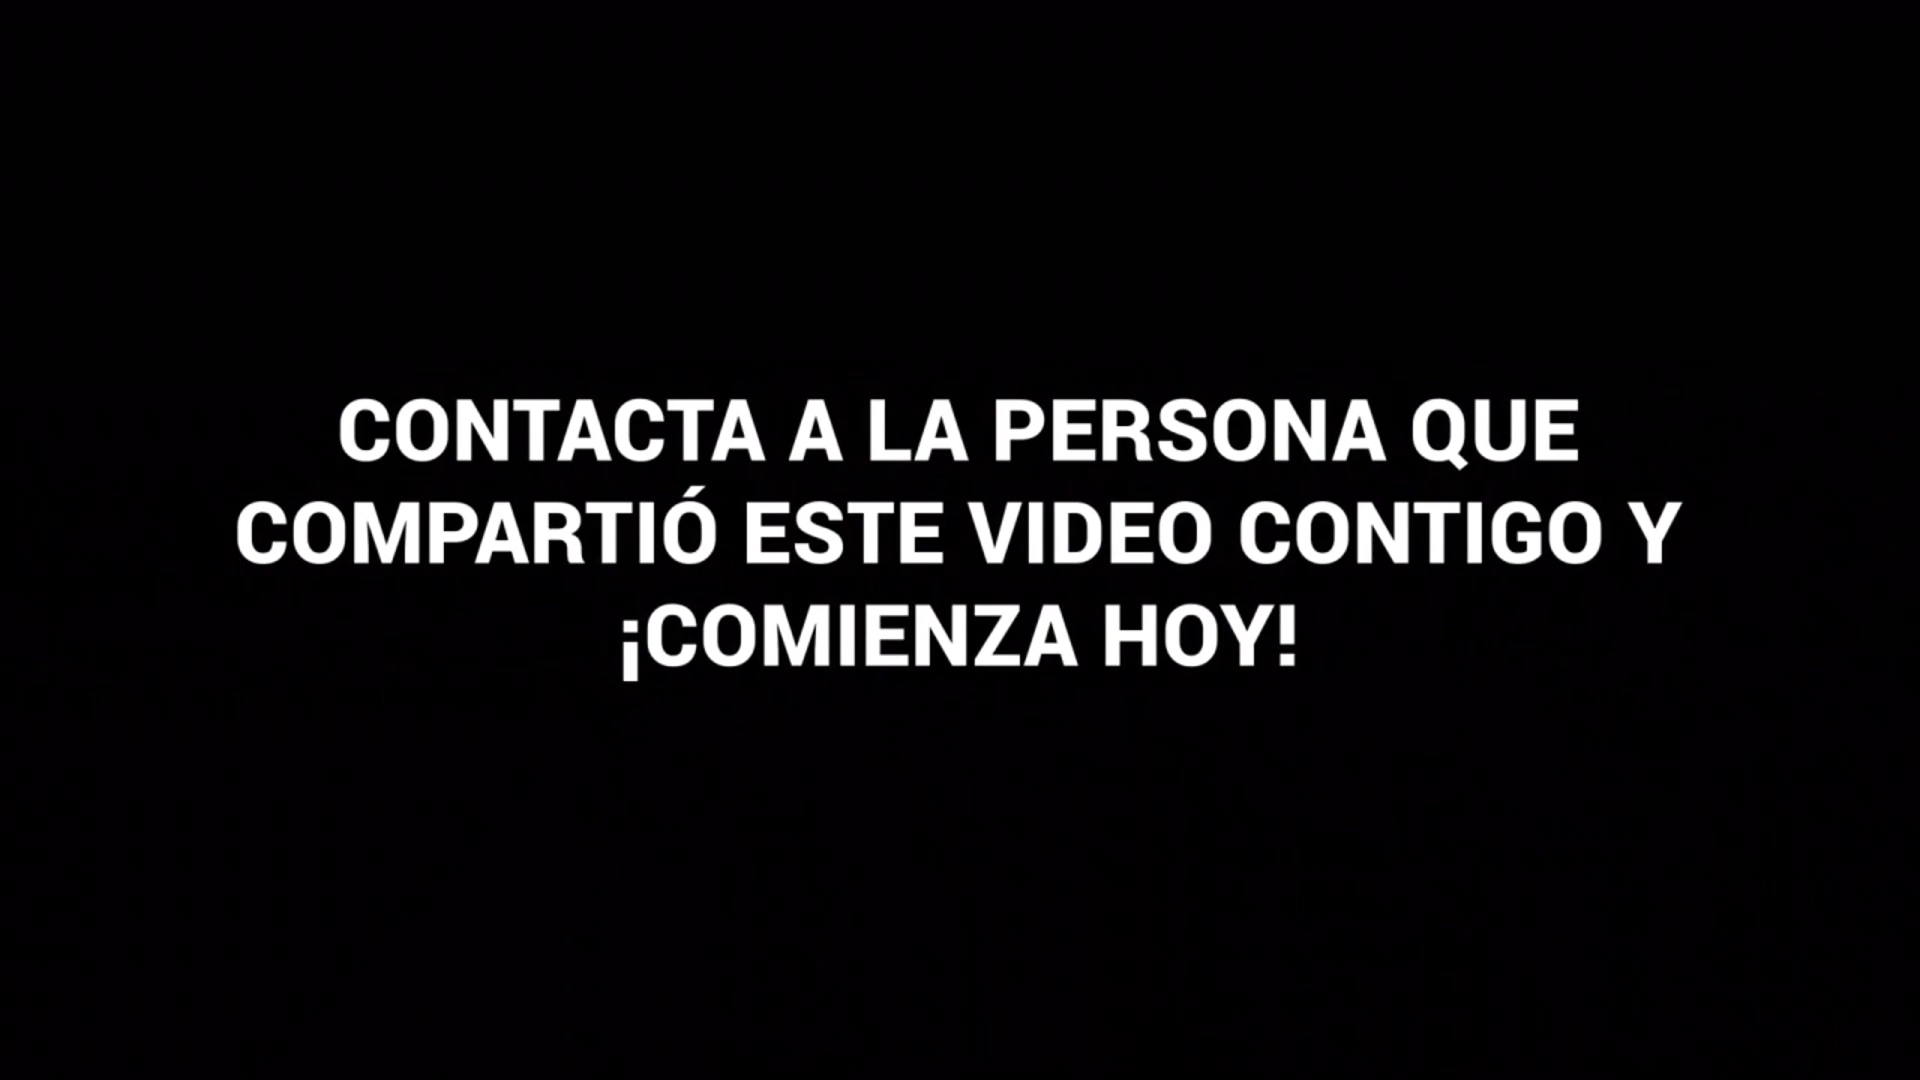 CONTACTA A LA PERSONA QUE
COMPARTIÓ ESTE VIDEO CONTIGO Y
¡COMIENZA HOY!